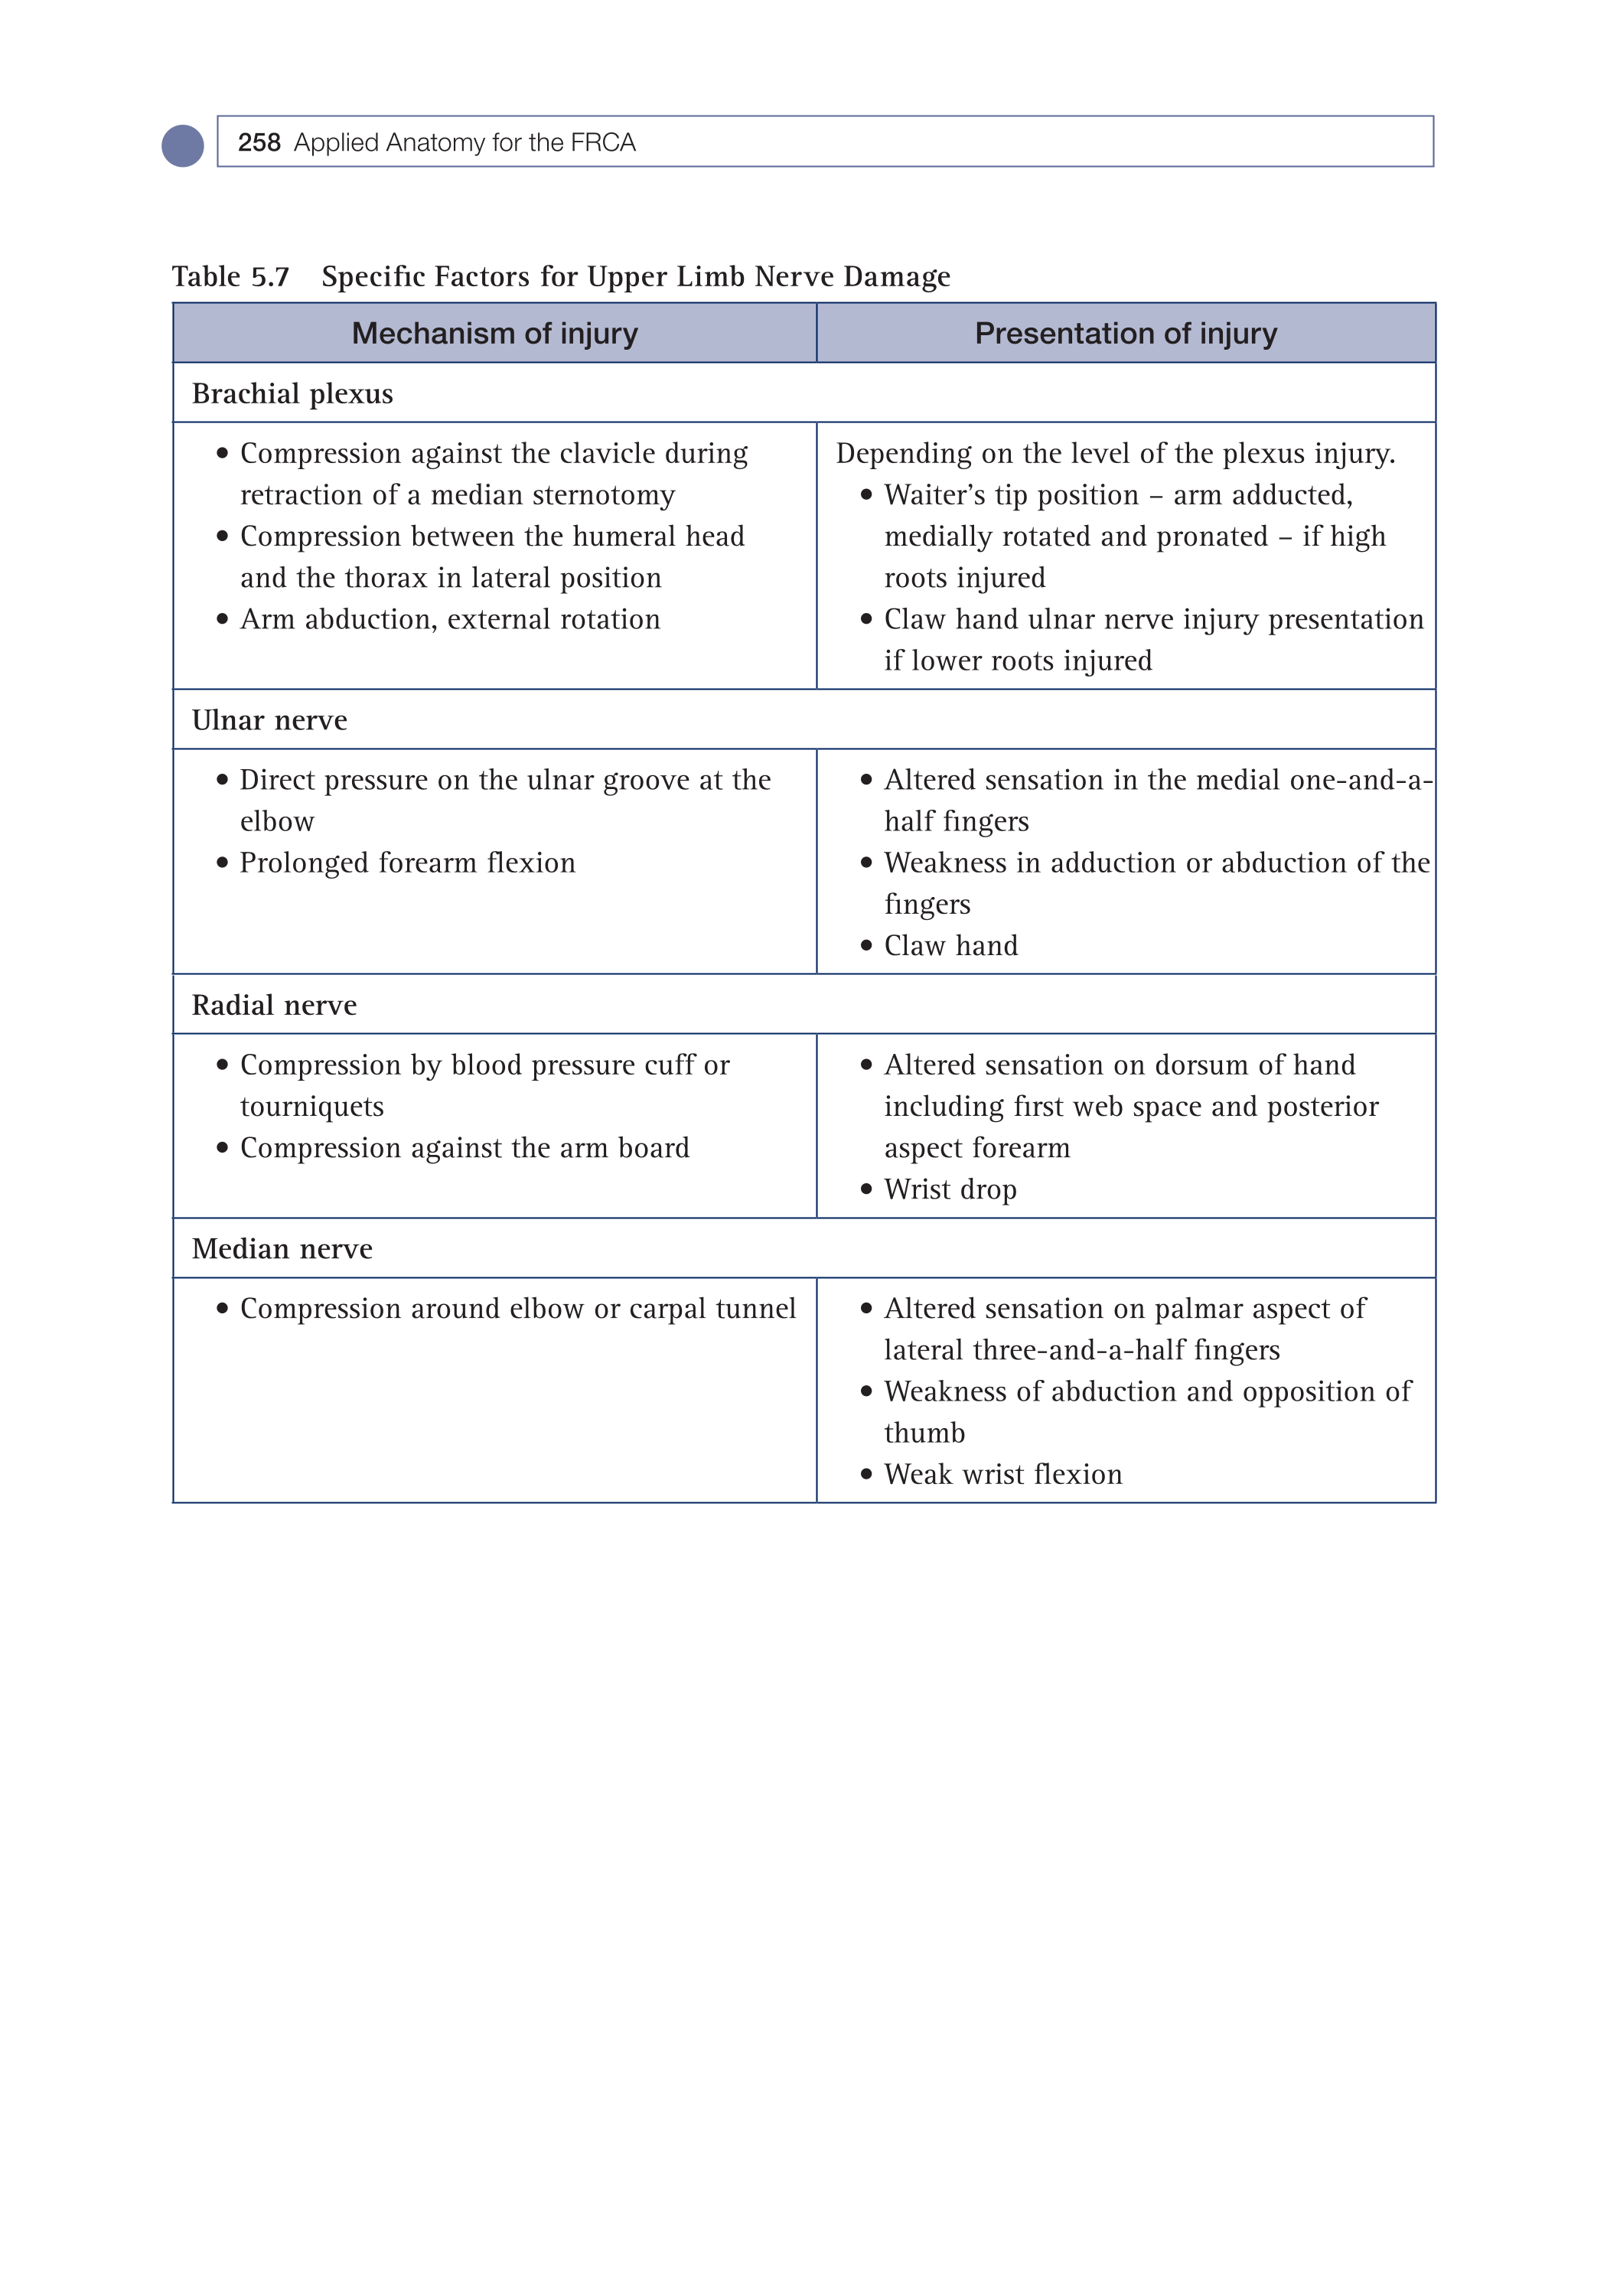 258 Applied Anatomy for the FRCA
Table 5.7 Specific Factors for Upper Limb Nerve Damage
Mechanism of injury
Presentation of injury
Brachial plexus
• Compression against the clavicle during
retraction of a median sternotomy
• Compression between the humeral head
and the thorax in lateral position
• Arm abduction, external rotation
Depending on the level of the plexus injury.
• Waiter’s tip position – arm adducted,
medially rotated and pronated – if high
roots injured
• Claw hand ulnar nerve injury presentation
if lower roots injured
Ulnar nerve
• Direct pressure on the ulnar groove at the
elbow
• Prolonged forearm flexion
• Altered sensation in the medial one-and-a-
half fingers
• Weakness in adduction or abduction of the
fingers
• Claw hand
Radial nerve
• Compression by blood pressure cuff or
tourniquets
• Compression against the arm board
• Altered sensation on dorsum of hand
including first web space and posterior
aspect forearm
• Wrist drop
Median nerve
• Compression around elbow or carpal tunnel
• Altered sensation on palmar aspect of
lateral three-and-a-half fingers
• Weakness of abduction and opposition of
thumb
• Weak wrist flexion